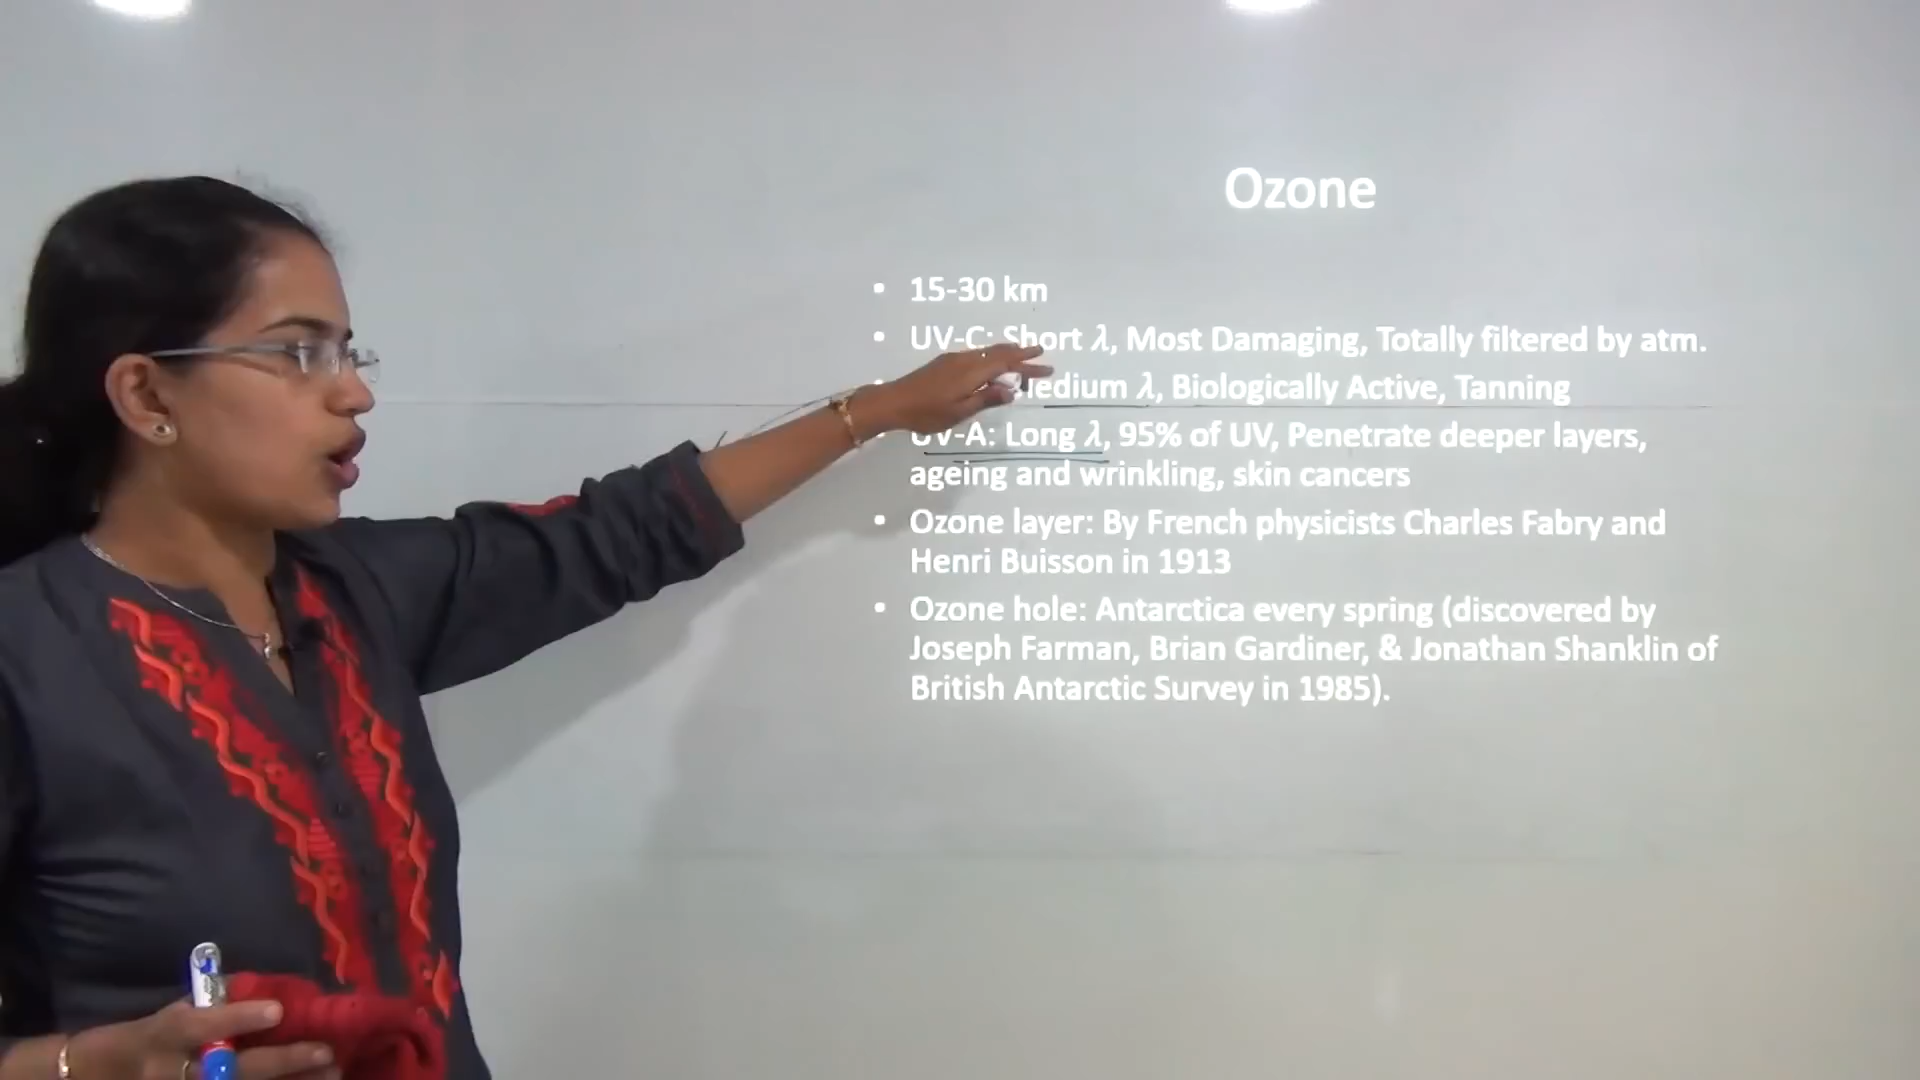 Ozone
• 15-30 km
• UV-C: Short λ, Most Damaging, Totally filtered by atm.
λ, Biologically Active, Tanning
• UV-A: Long λ, 95% of UV, Penetrate deeper layers,
ageing and wrinkling, skin cancers
• Ozone layer: By French physicists Charles Fabry and
Henri Buisson in 1913
• Ozone hole: Antarctica every spring (discovered by
Joseph Farman, Brian Gardiner, & Jonathan Shanklin of
British Antarctic Survey in 1985).